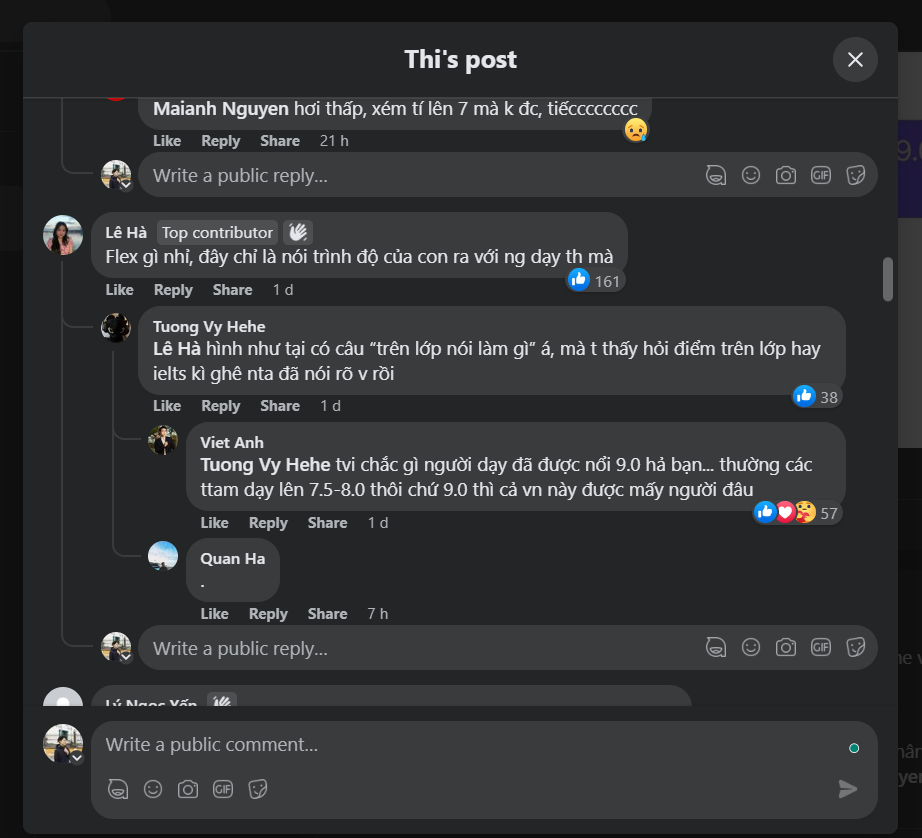 Thi's post
Maianh Nguyen hơi thấp, xém tí lên 7 mà k đc, tiếcccccccc
Like Reply Share 21 h
Write a public reply...
GIF
Lê Hà Top contributor
Flex gì nhỉ, đây chỉ là nói trình độ của con ra với ng dạy th mà
161
Like Reply Share 1 d
Tuong Vy Hehe
Lê Hà hình như tại có câu “trên lớp nói làm gì” á, mà t thấy hỏi điểm trên lớp hay
ielts kì ghê nta đã nói rõ v rồi
38
Like Reply Share 1 d
Viet Anh
Tuong Vy Hehe tvi chắc gì người dạy đã được nổi 9.0 hả bạn... thường các
ttam dạy lên 7.5-8.0 thôi chứ 9.0 thì cả vn này được mấy người đâu
57
Like Reply Share 1 d
Quan Ha
.
Like Reply Share 7 h
Write a public reply...
GIF
Lý Ngọc Yến
Write a public comment...
GIF